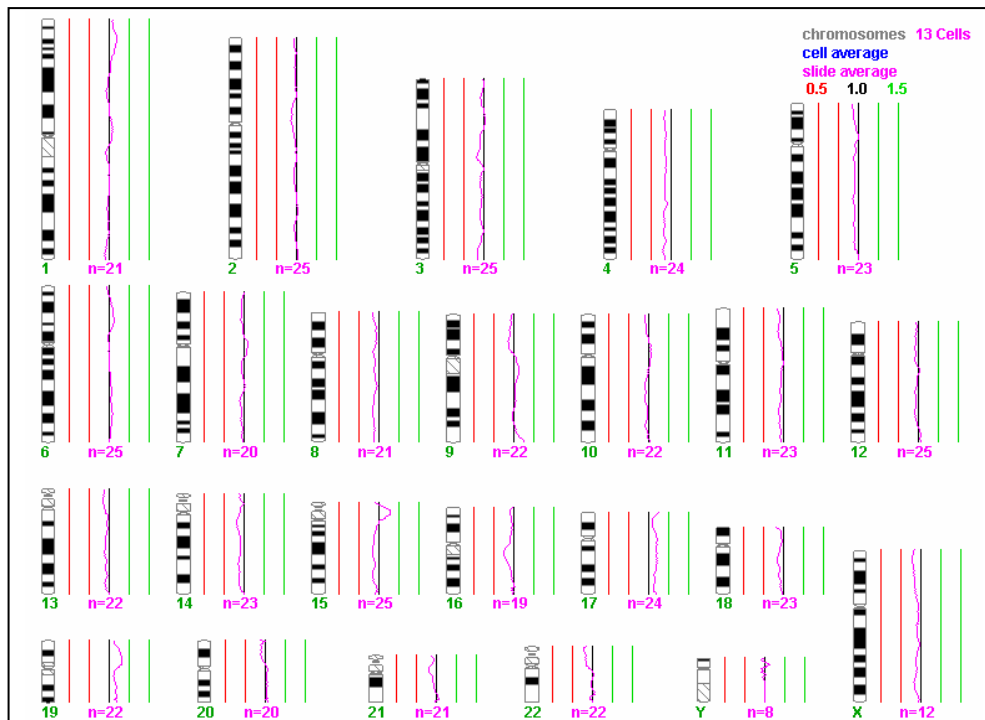 chromosomes 13 Cells
cell average
slide average
0.5 1.0 1.5
1 n=21
2 n=25
3 n=25
4 n=24
5 n=23
6 n=25
7 n=20
8 n=21
9 n=22
10 n=22
11 n=23
12 n=25
13 n=22
14 n=23
15 n=25
16 n=19
17 n=24
18 n=23
19 n=22
20 n=20
21 n=21
22 n=22
Y n=8
X n=12